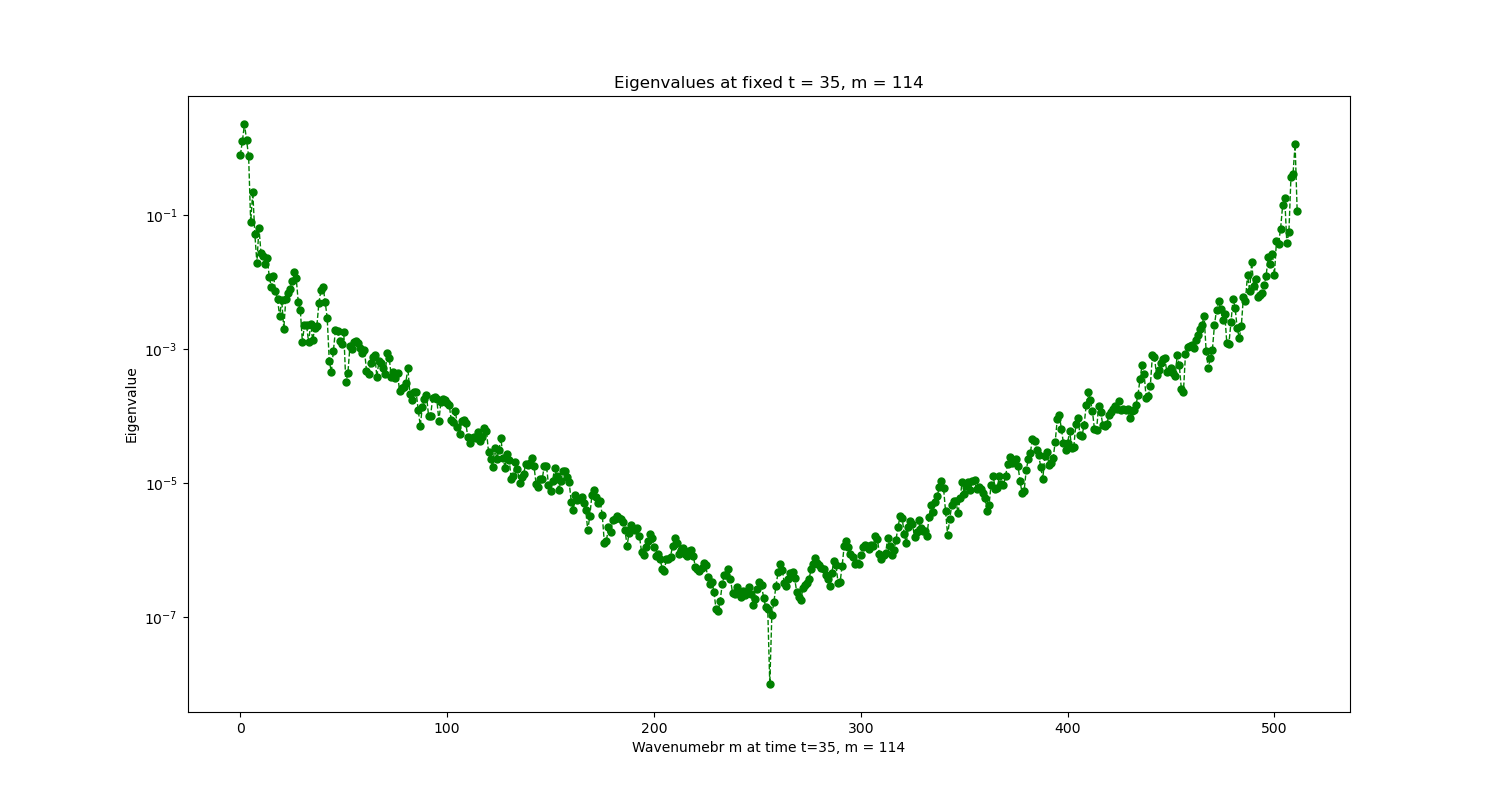 Eigenvalues at fixed t = 35, m = 114
Eigenvalue
10⁻¹
10⁻³
10⁻⁵
10⁻⁷
0 100 200 300 400 500
Wavenumebr m at time t=35, m = 114